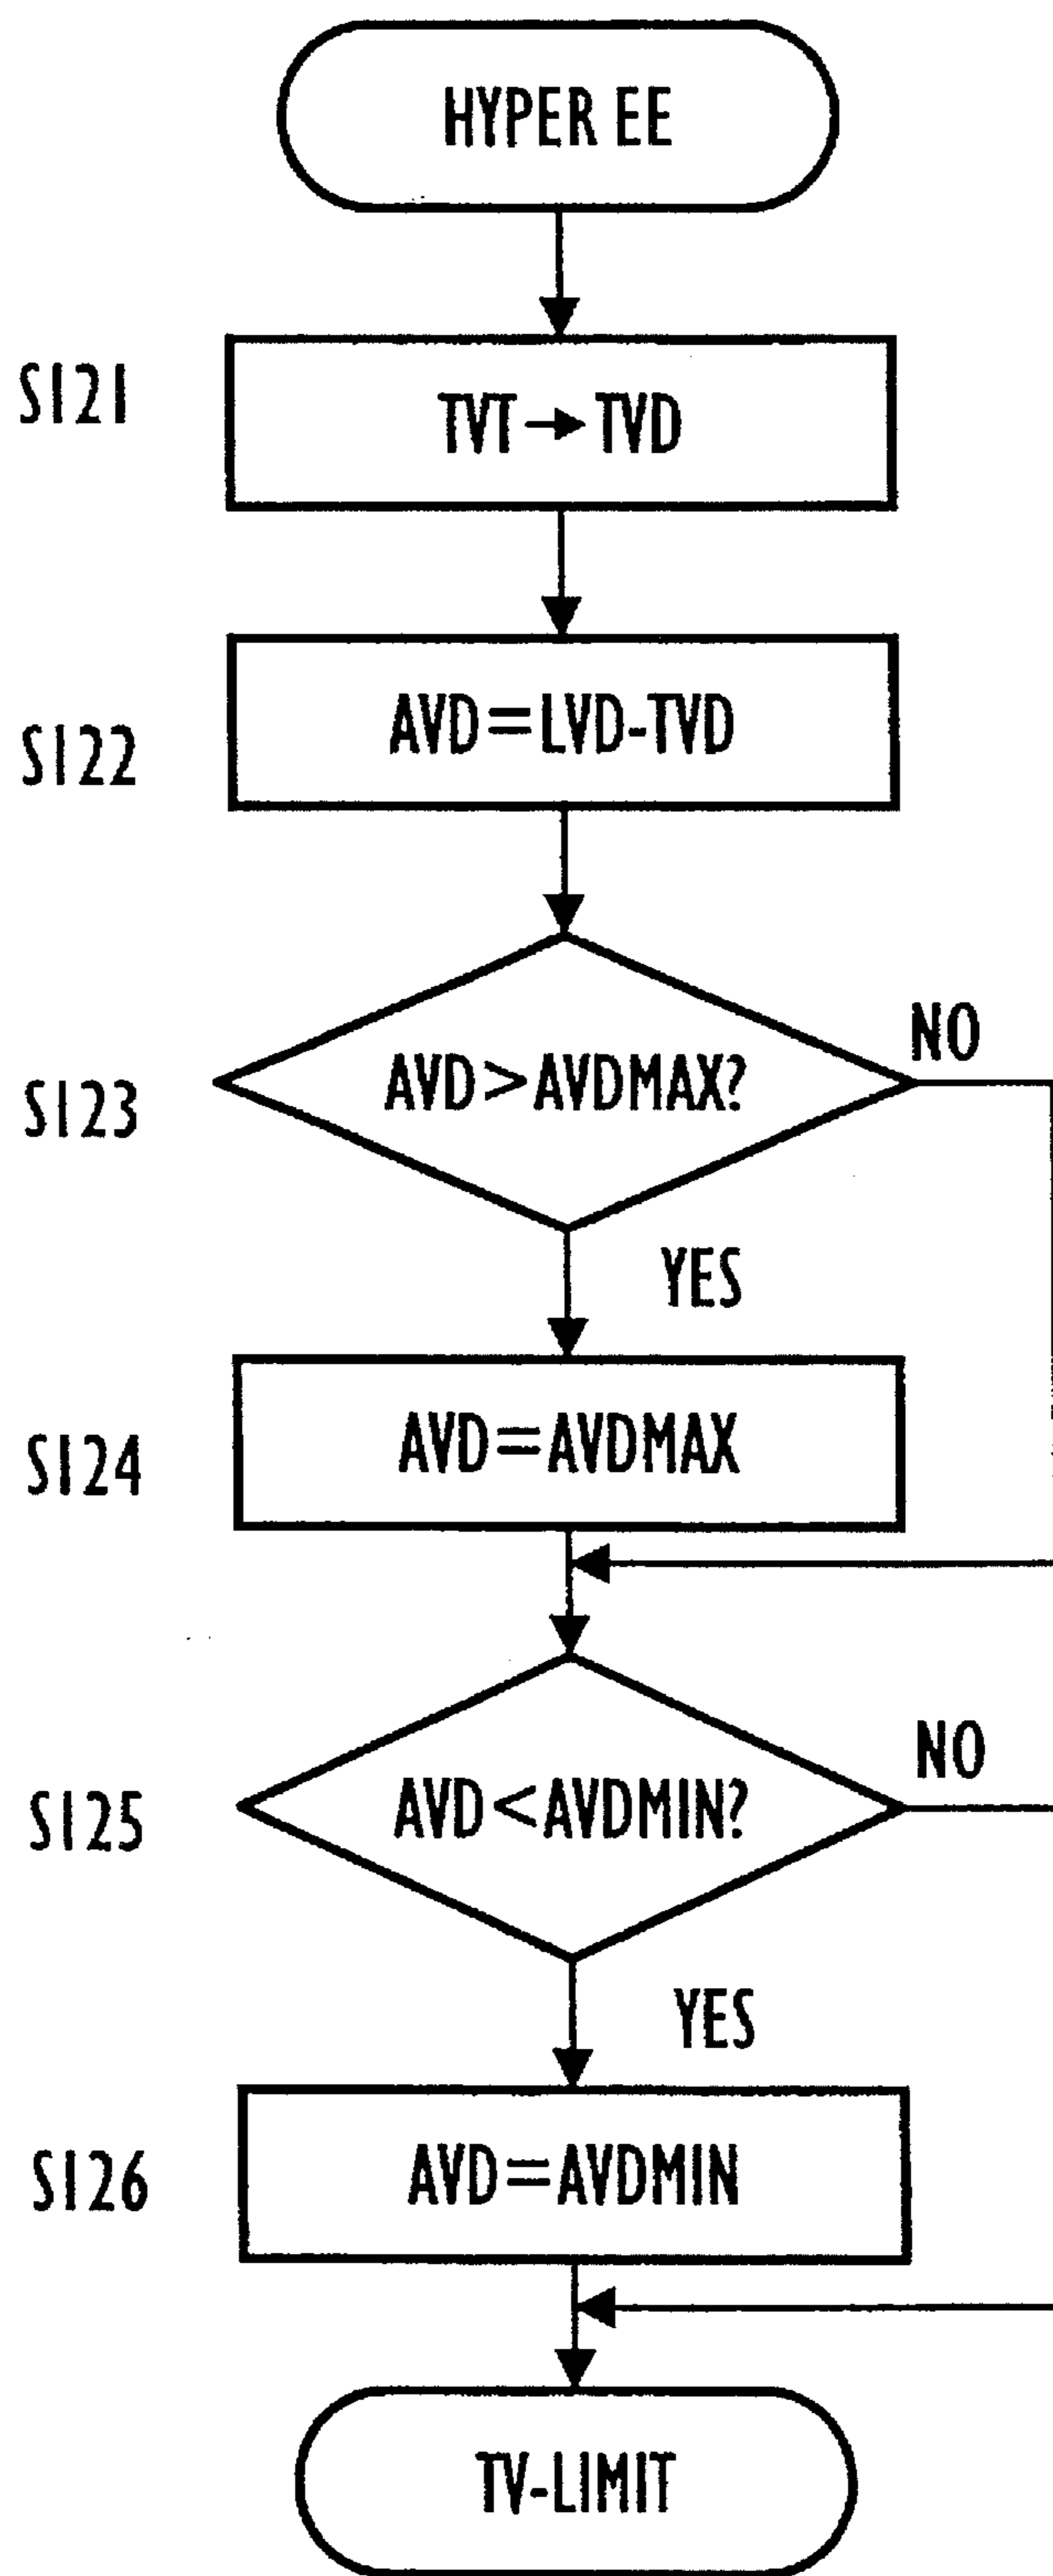 HYPER EE
S121
TVT→TVD
S122
AVD=LVD-TVD
S123
AVD>AVDMAX?
NO
YES
S124
AVD=AVDMAX
S125
AVD<AVDMIN?
NO
YES
S126
AVD=AVDMIN
TV-LIMIT